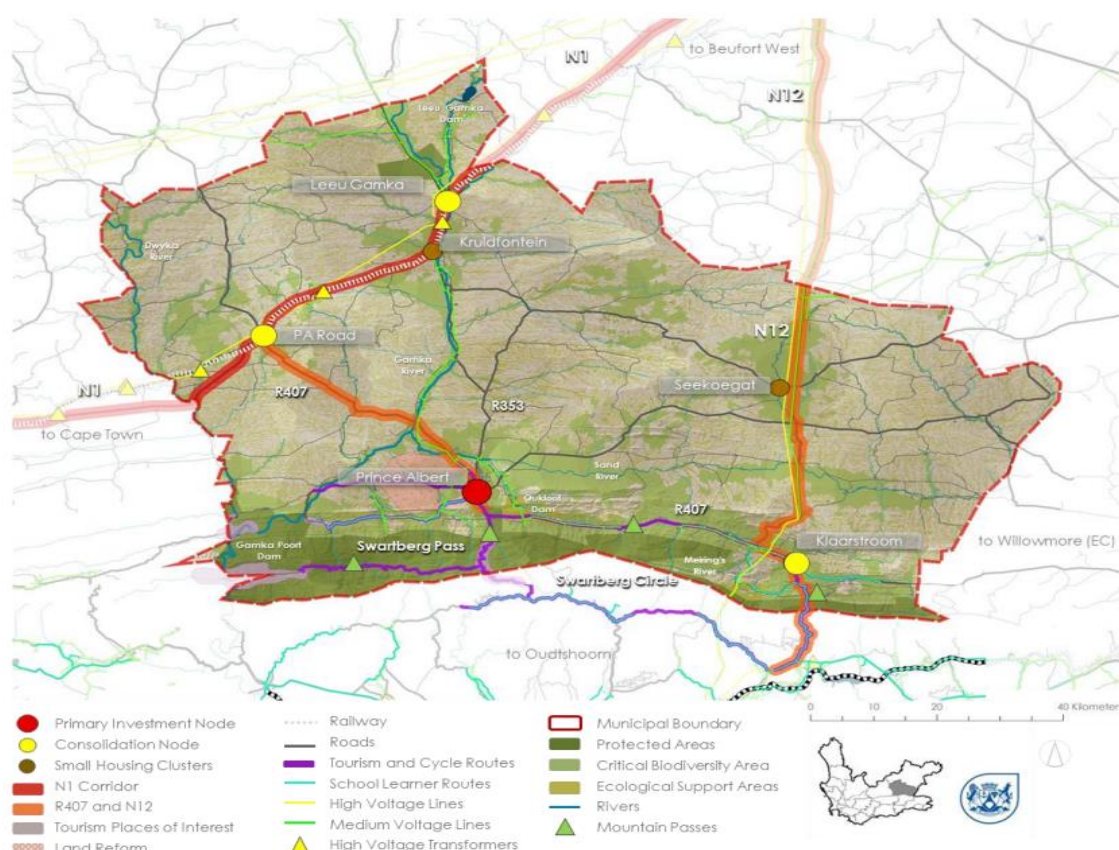 to Beufort West
N1
N12
Leeu Gamka
Dam
Leeu Gamka
Kruldfontein
Dwyka
River
PA Road
N12
Gamka
River
Seekoegat
N1
R407
R353
to Cape Town
Prince Albert
Sand
River
Dam
R407
Gamka Poort
Dam
Swartberg Pass
Klaarstroom
to Willowmore (EC)
Meiring's
River
Swartberg Circle
to Oudtshoorn
Primary Investment Node
Consolidation Node
Small Housing Clusters
N1 Corridor
R407 and N12
Tourism Places of Interest
Land Reform
Railway
Roads
Tourism and Cycle Routes
School Learner Routes
High Voltage Lines
Medium Voltage Lines
High Voltage Transformers
Municipal Boundary
Protected Areas
Critical Biodiversity Area
Ecological Support Areas
Rivers
Mountain Passes
0 10 20 40 Kilometer